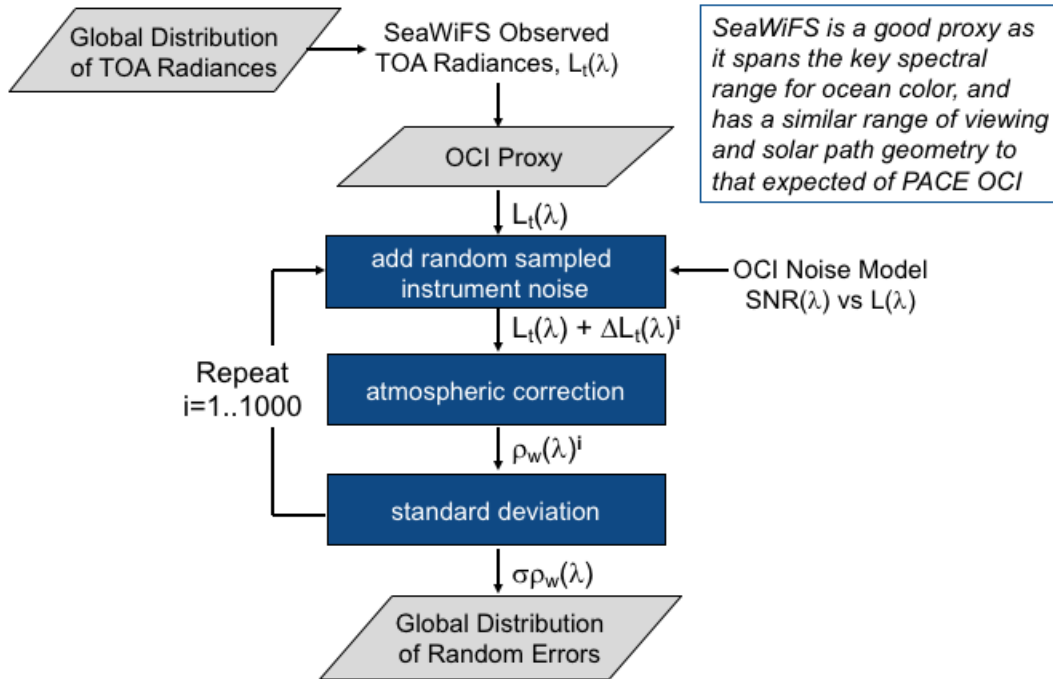 Global Distribution
of TOA Radiances
SeaWiFS Observed
TOA Radiances, Lₜ(λ)
SeaWiFS is a good proxy as
it spans the key spectral
range for ocean color, and
has a similar range of viewing
and solar path geometry to
that expected of PACE OCI
OCI Proxy
Lₜ(λ)
add random sampled
instrument noise
OCI Noise Model
SNR(λ) vs L(λ)
Lₜ(λ) + ΔLₜ(λ)ⁱ
Repeat
i=1..1000
atmospheric correction
ρw(λ)ⁱ
standard deviation
σρw(λ)
Global Distribution
of Random Errors